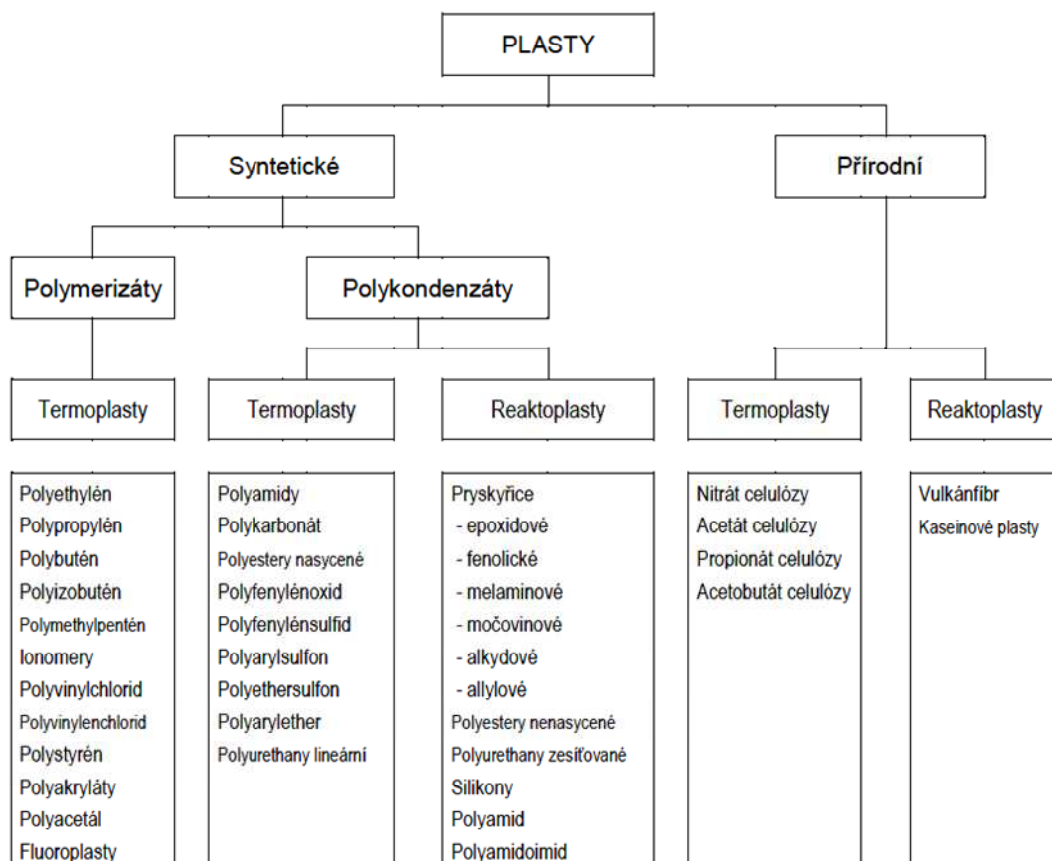 PLASTY
Syntetické
Přírodní
Polymerizáty
Polykondenzáty
Termoplasty
Termoplasty
Reaktoplasty
Termoplasty
Reaktoplasty
Polyethylén
Polypropylén
Polybutén
Polyizobutén
Polymethylpentén
Ionomery
Polyvinylchlorid
Polyvinylenchlorid
Polystyrén
Polyakryláty
Polyacetál
Fluoroplasty
Polyamidy
Polykarbonát
Polyestery nasycené
Polyfenylénoxid
Polyfenylénsulfid
Polyarylsulfon
Polyethersulfon
Polyarylether
Polyurethany lineární
Pryskyřice
- epoxidové
- fenolické
- melaminové
- močovinové
- alkydové
- allylové
Polyestery nenasycené
Polyurethany zesíťované
Silikony
Polyamid
Polyamidoimid
Nitrát celulózy
Acetát celulózy
Propionát celulózy
Acetobutát celulózy
Vulkánfíbr
Kaseinové plasty